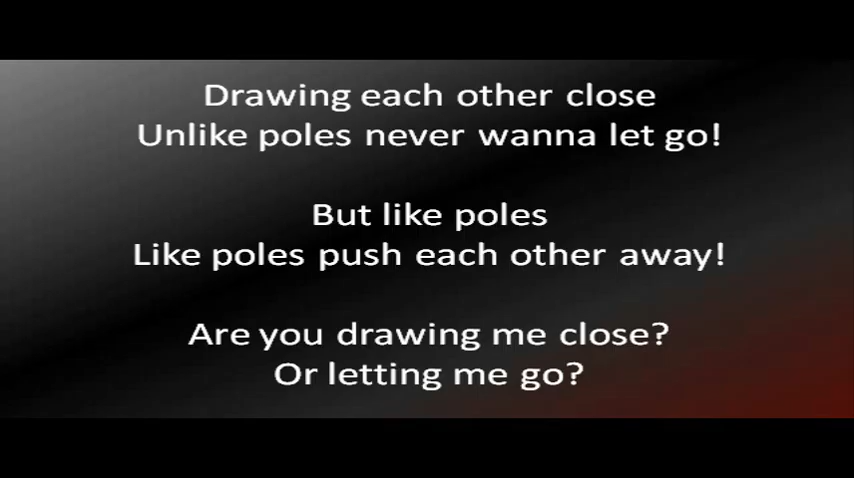 Drawing each other close
Unlike poles never wanna let go!
But like poles
Like poles push each other away!
Are you drawing me close?
Or letting me go?